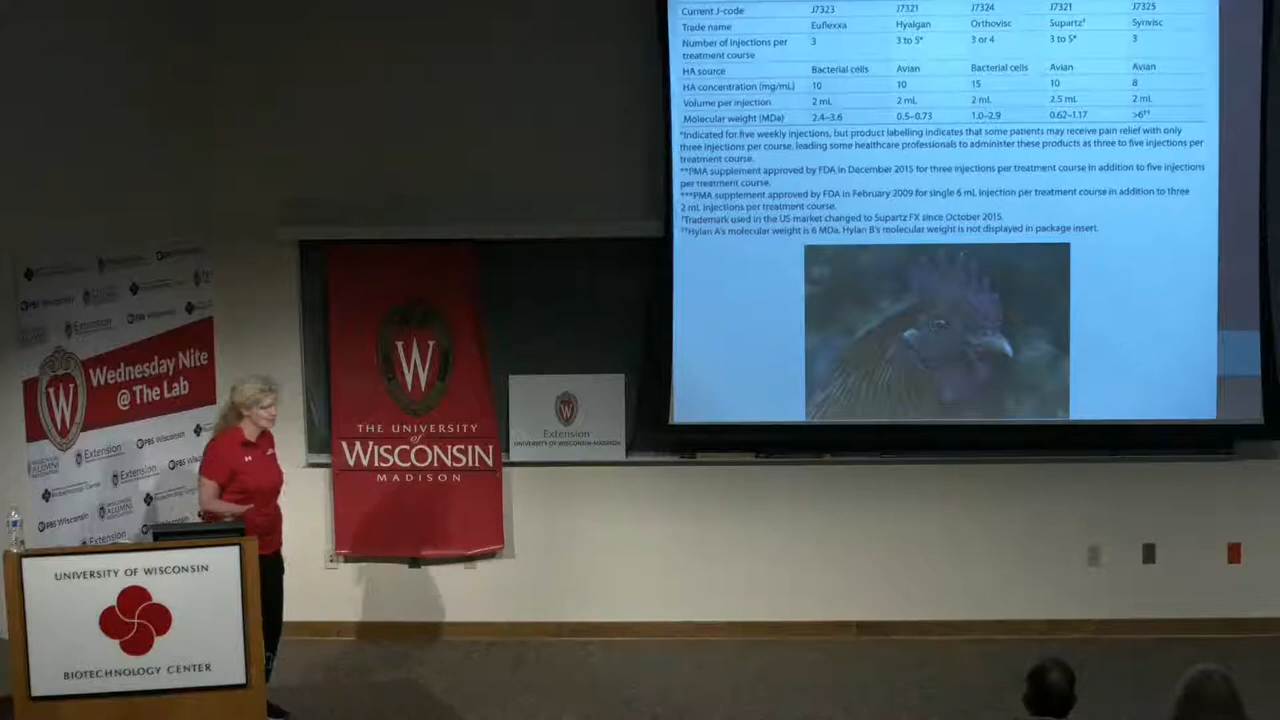 Current J-code J7323 J7321 J7324 J7321 J7325
Trade name Euflexxa Hyalgan Orthovisc Supartz† Synvisc
Number of injections per treatment course 3 3 to 5* 3 or 4 3 to 5* 3
HA source Bacterial cells Avian Bacterial cells Avian Avian
HA concentration (mg/mL) 10 10 15 10 8
Volume per injection 2 mL 2 mL 2 mL 2.5 mL 2 mL
Molecular weight (MDa) 2.4–3.6 0.5–0.73 1.0–2.9 0.62–1.17 >6††
*Indicated for five weekly injections, but product labelling indicates that some patients may receive pain relief with only
three injections per course, leading some healthcare professionals to administer these products as three to five injections per
treatment course.
**PMA supplement approved by FDA in December 2015 for three injections per treatment course in addition to five injections
per treatment course.
***PMA supplement approved by FDA in February 2009 for single 6 mL injection per treatment course in addition to three
2 mL injections per treatment course.
†Trademark used in the US market changed to Supartz FX since October 2015.
††Hylan A's molecular weight is 6 MDa. Hylan B's molecular weight is not displayed in package insert.
PBS Wisconsin
Extension
W
Wednesday Nite
@ The Lab
W
Extension
PBS Wisconsin
Extension
PBS Wisconsin
Extension
W
THE UNIVERSITY
of
WISCONSIN
MADISON
Extension
UNIVERSITY OF WISCONSIN-MADISON
UNIVERSITY OF WISCONSIN
BIOTECHNOLOGY CENTER